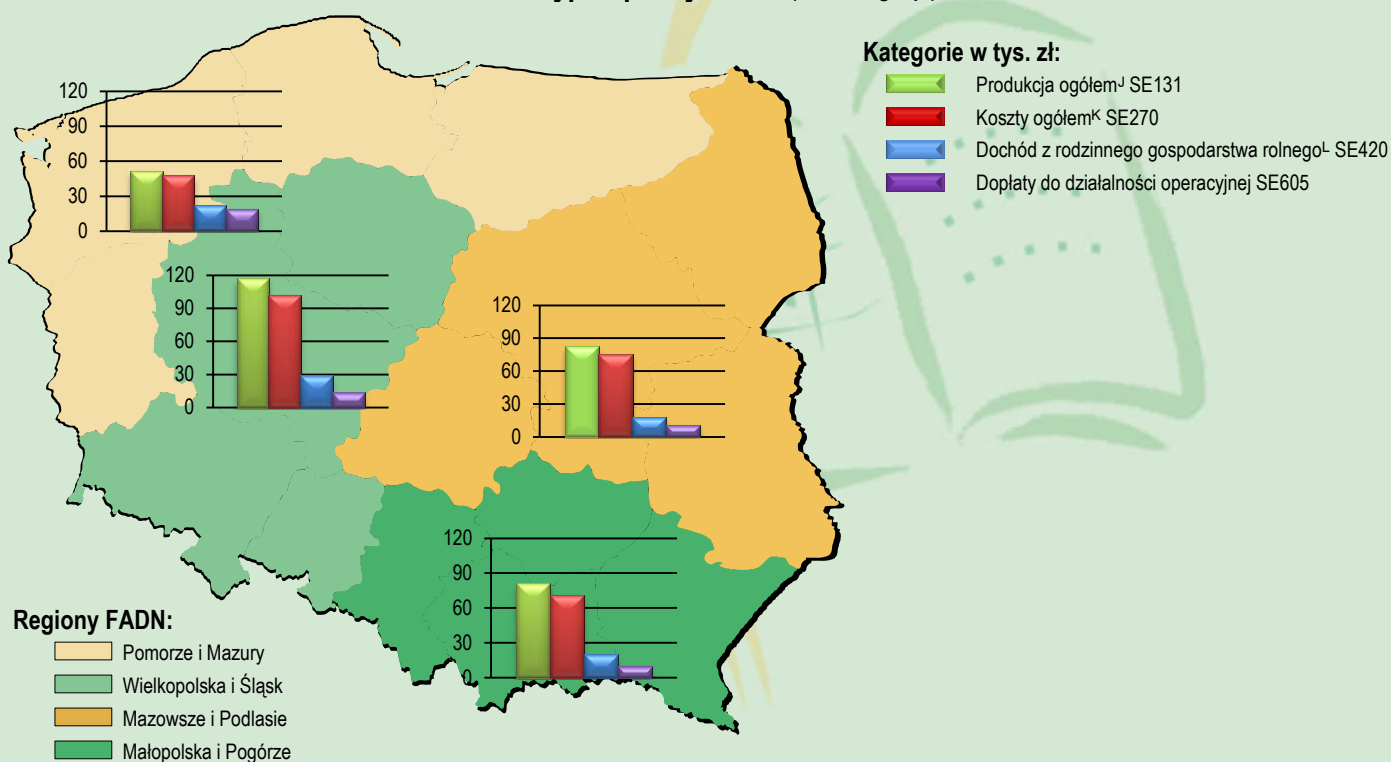 Kategorie w tys. zł:
Produkcja ogółemᴶ SE131
Koszty ogółemᴷ SE270
Dochód z rodzinnego gospodarstwa rolnegoᴸ SE420
Dopłaty do działalności operacyjnej SE605
120
90
60
30
0
120
90
60
30
0
120
90
60
30
0
120
90
60
30
0
Regiony FADN:
Pomorze i Mazury
Wielkopolska i Śląsk
Mazowsze i Podlasie
Małopolska i Pogórze